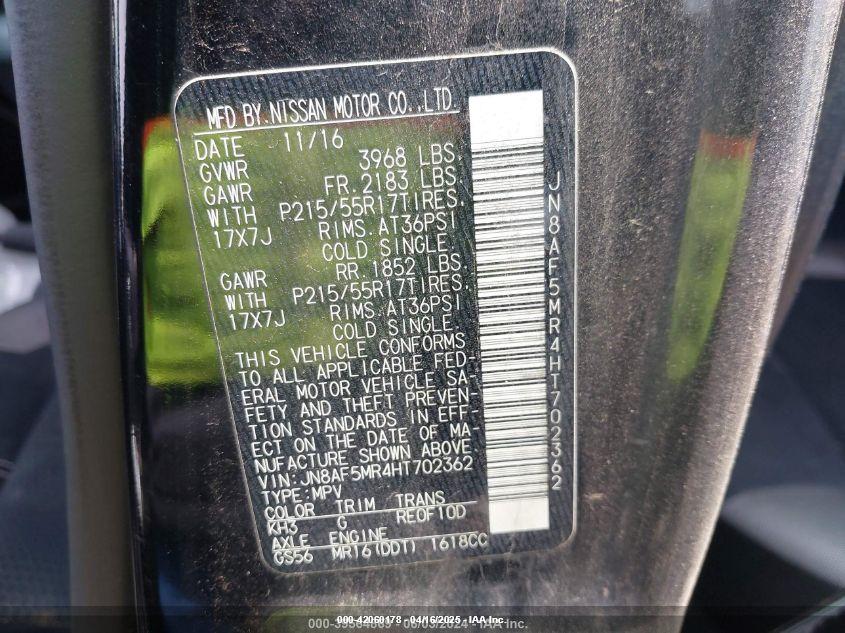 MFD BY.NISSAN MOTOR CO.,LTD.
DATE 11/16
GVWR 3968 LBS.
GAWR FR.2183 LBS.
WITH P215/55R17TIRES.
17X7J RIMS.AT36PSI
COLD SINGLE.
GAWR RR.1852 LBS.
WITH P215/55R17TIRES.
17X7J RIMS.AT36PSI
COLD SINGLE.
THIS VEHICLE CONFORMS
TO ALL APPLICABLE FED-
ERAL MOTOR VEHICLE SA-
FETY AND THEFT PREVEN-
TION STANDARDS IN EFF-
ECT ON THE DATE OF MA-
NUFACTURE SHOWN ABOVE.
VIN:JN8AF5MR4HT702362
TYPE:MPV
COLOR TRIM TRANS
KH3 G REOF10D
AXLE ENGINE
GS56 MR16(DDT) 1618CC
JN8AF5MR4HT702362
000-42060178 - 04/16/2025 - IAA Inc.